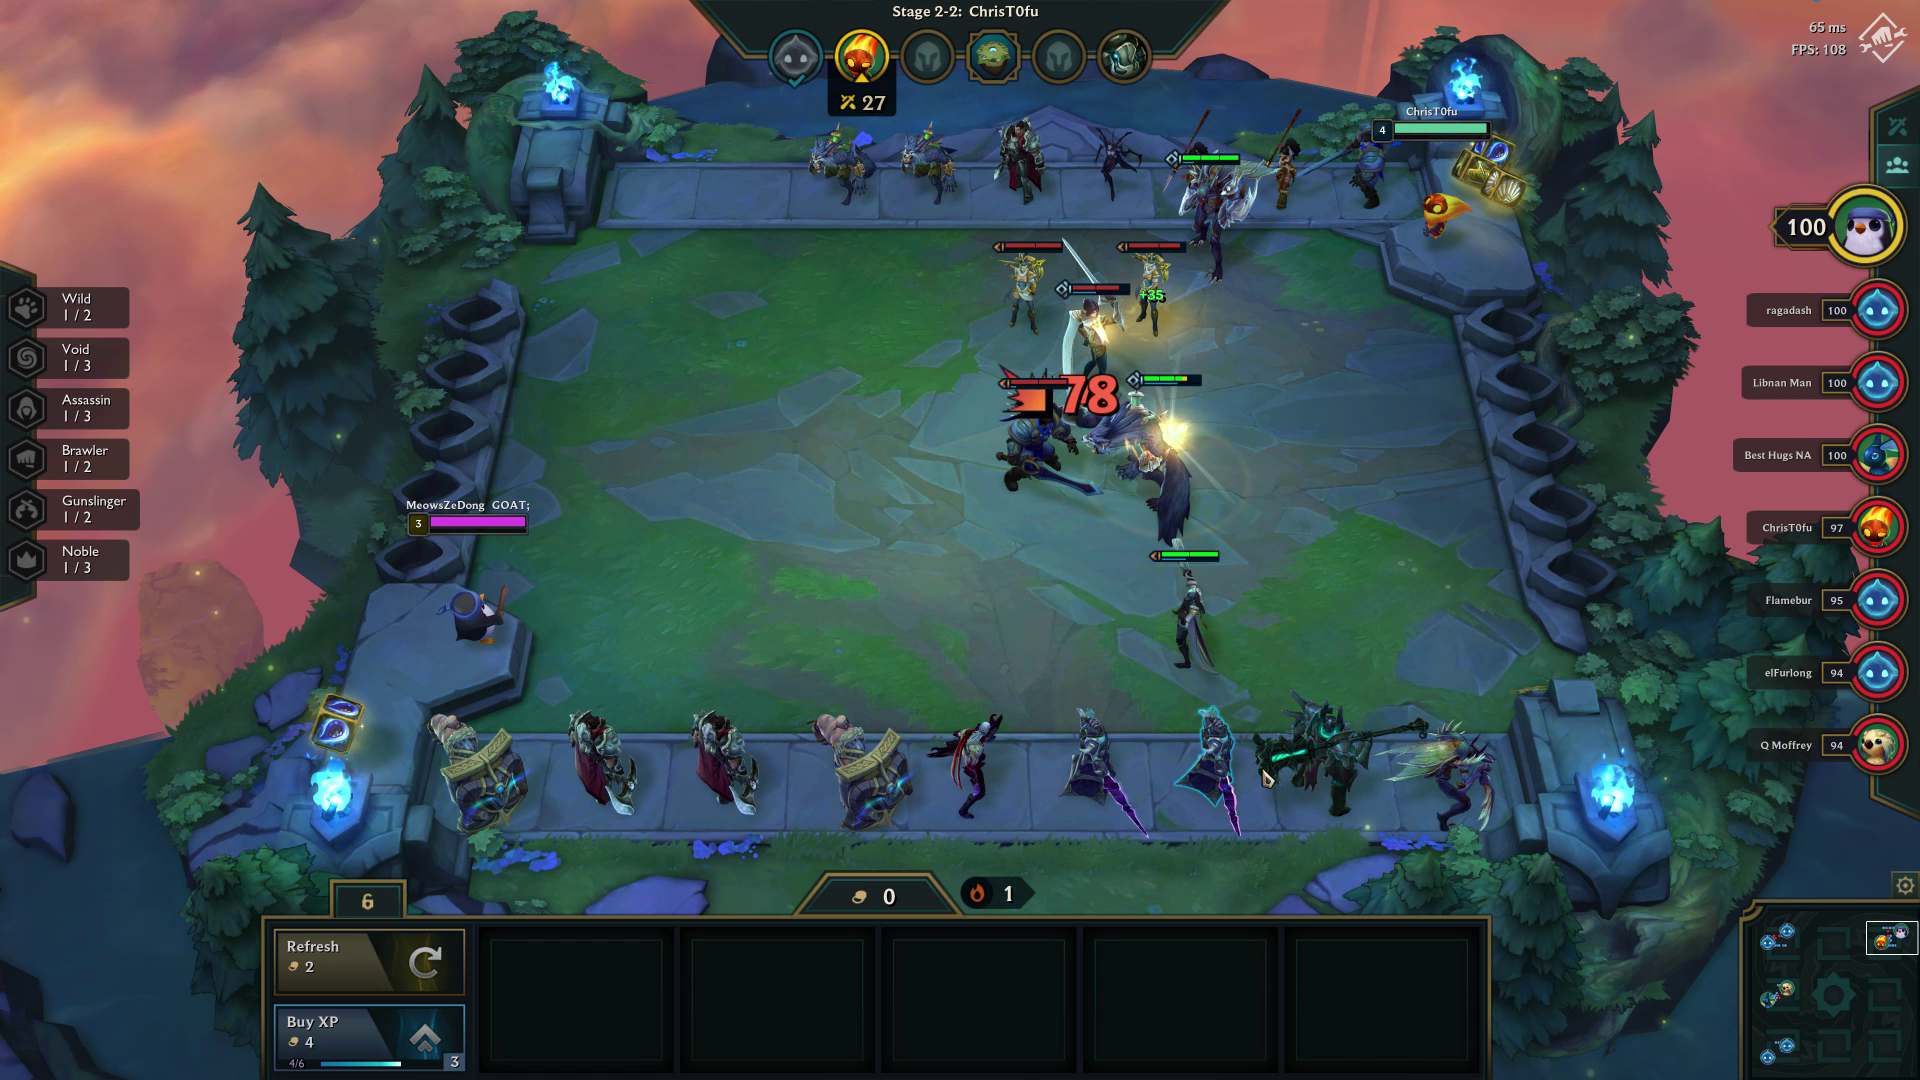 Stage 2-2: ChrisT0fu
27
65 ms
FPS: 108
ChrisT0fu
4
100
Wild
1 / 2
Void
1 / 3
Assassin
1 / 3
Brawler
1 / 2
Gunslinger
1 / 2
Noble
1 / 3
+35
78
MeowsZeDong GOAT;
3
ragadash 100
Libnan Man 100
Best Hugs NA 100
ChrisT0fu 97
Flamebur 95
elFurlong 94
Q Moffrey 94
6
0
1
Refresh
2
Buy XP
4
4/6
3